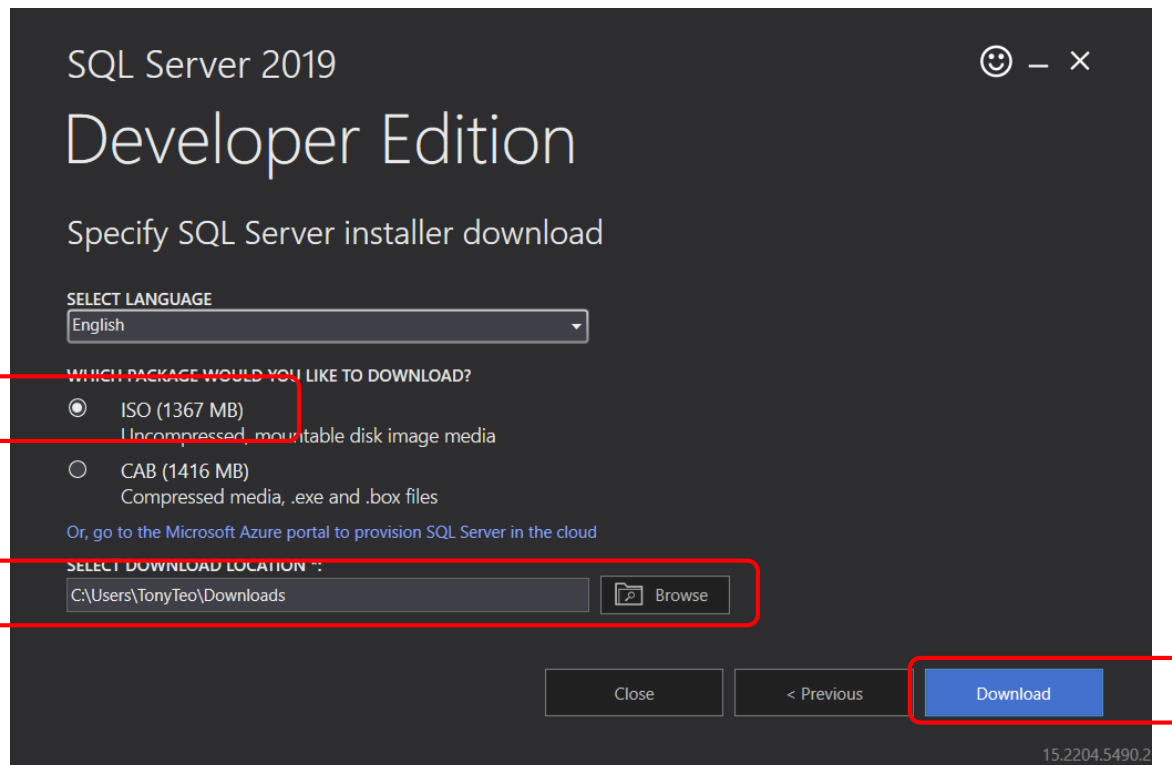 SQL Server 2019
Developer Edition
Specify SQL Server installer download
SELECT LANGUAGE
English
WHICH PACKAGE WOULD YOU LIKE TO DOWNLOAD?
ISO (1367 MB)
Uncompressed, mountable disk image media
CAB (1416 MB)
Compressed media, .exe and .box files
Or, go to the Microsoft Azure portal to provision SQL Server in the cloud
SELECT DOWNLOAD LOCATION *:
C:\Users\TonyTeo\Downloads
Browse
Close
< Previous
Download
15.2204.5490.2